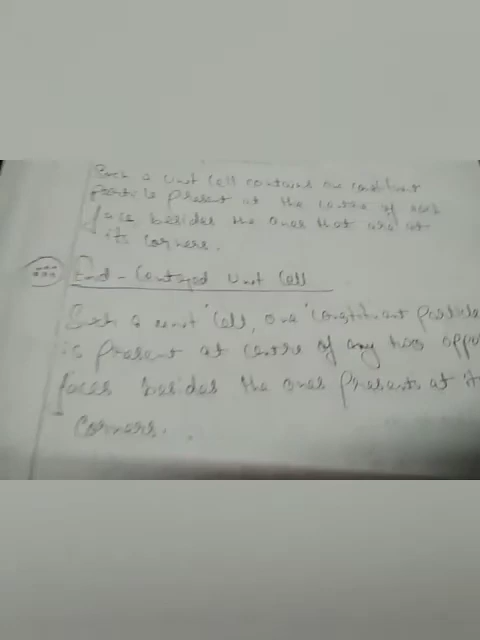 Such a unit cell contains one constituent
particle present at the centre of each
face, besides the ones that are at
its corners.
(iii) End-Centred Unit Cell
Such a unit cell, one constituent particle
is present at centre of any two oppo
faces besides the ones present at it
corners.